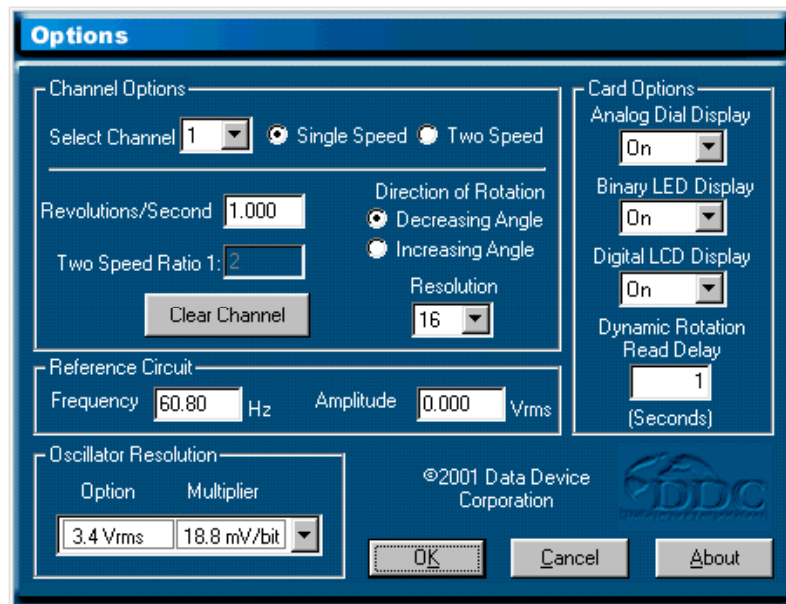 Options
Channel Options
Select Channel 1 Single Speed Two Speed
Revolutions/Second 1.000
Direction of Rotation
Decreasing Angle
Increasing Angle
Two Speed Ratio 1: 2
Clear Channel
Resolution
16
Card Options
Analog Dial Display
On
Binary LED Display
On
Digital LCD Display
On
Dynamic Rotation
Read Delay
1
(Seconds)
Reference Circuit
Frequency 60.80 Hz Amplitude 0.000 Vrms
Oscillator Resolution
Option Multiplier
3.4 Vrms 18.8 mV/bit
©2001 Data Device
Corporation
DDC
OK Cancel About